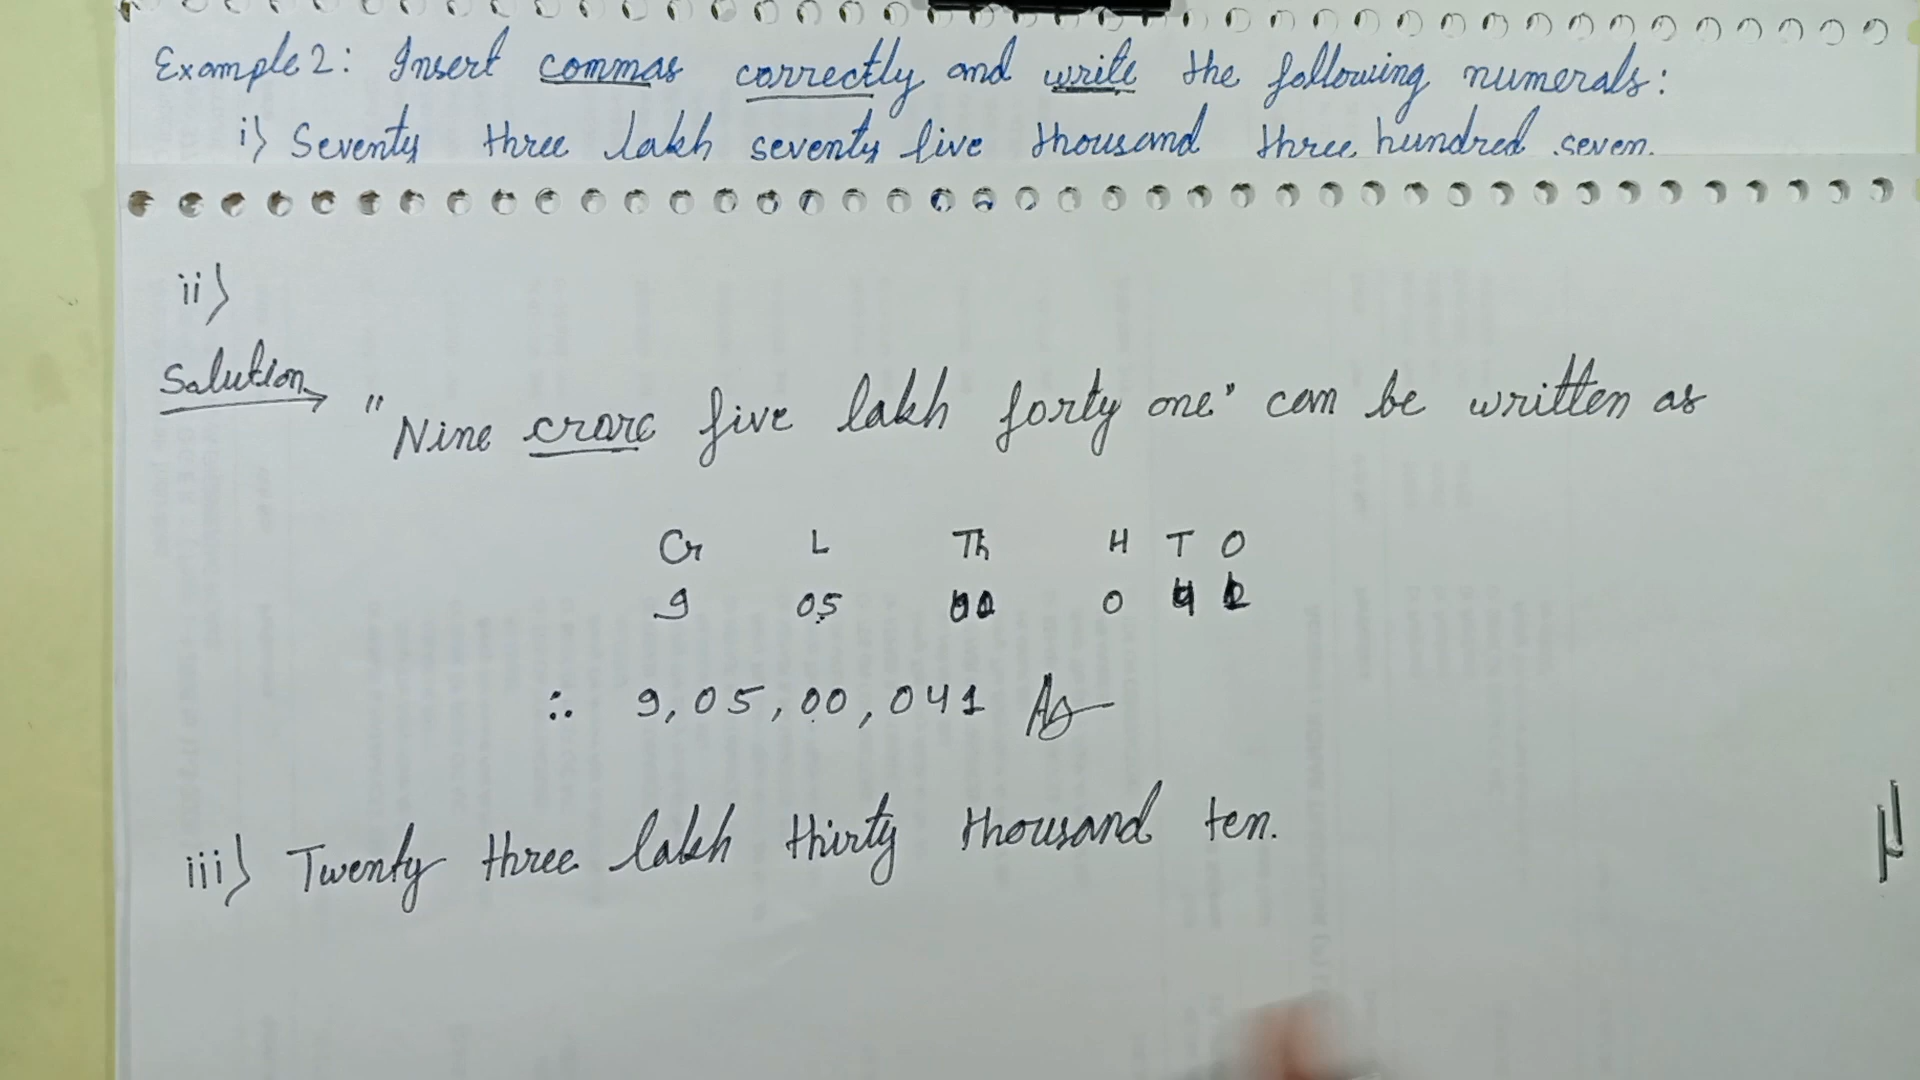 Example 2: Insert commas correctly and write the following numerals:
i) Seventy three lakh seventy five thousand three hundred seven.
ii)
Solution
"Nine crore five lakh forty one" can be written as
Cr L Th H T O
9 05 00 0 4 1
∴ 9,05,00,041 As
iii) Twenty three lakh thirty thousand ten.